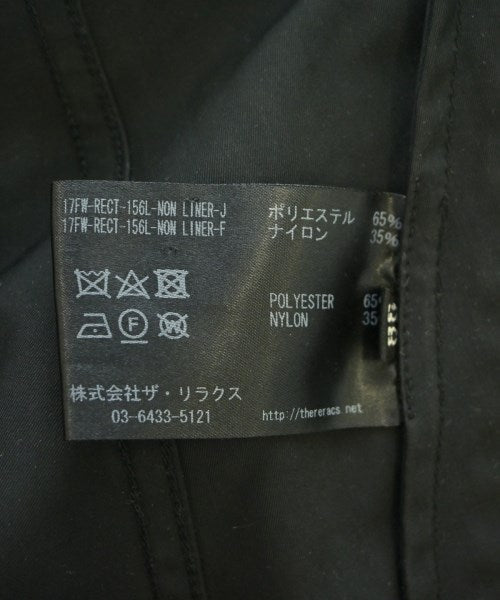 17FW-RECT-156L-NON LINER-J
17FW-RECT-156L-NON LINER-F
ポリエステル 65%
ナイロン 35%
POLYESTER 65
NYLON 35
F
W
株式会社ザ・リラクス
03-6433-5121
http://thereracs.net